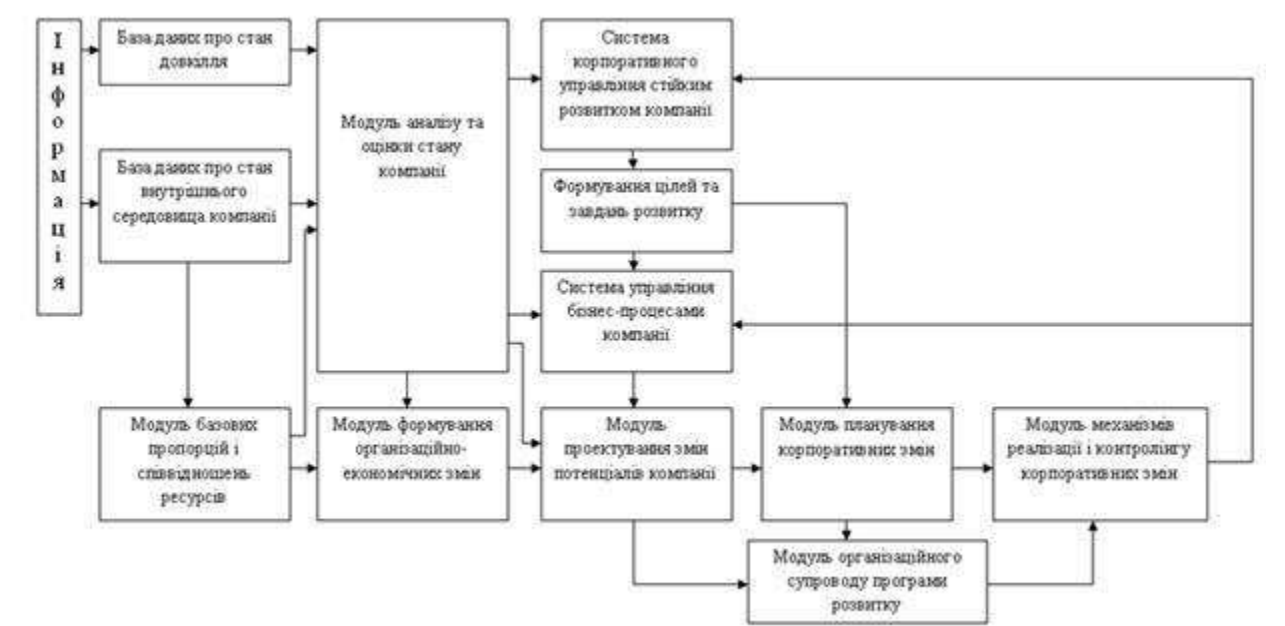 Інформація
База даних про стан
довкілля
База даних про стан
внутрішнього
середовища компанії
Модуль базових
пропорцій і
співвідношень
ресурсів
Модуль аналізу та
оцінки стану
компанії
Модуль формування
організаційно-
економічних змін
Система
корпоративного
управління стійким
розвитком компанії
Формування цілей та
завдань розвитку
Система управління
бізнес-процесами
компанії
Модуль
проектування змін
потенціалів компанії
Модуль планування
корпоративних змін
Модуль механізмів
реалізації і контролінгу
корпоративних змін
Модуль організаційного
супроводу програми
розвитку